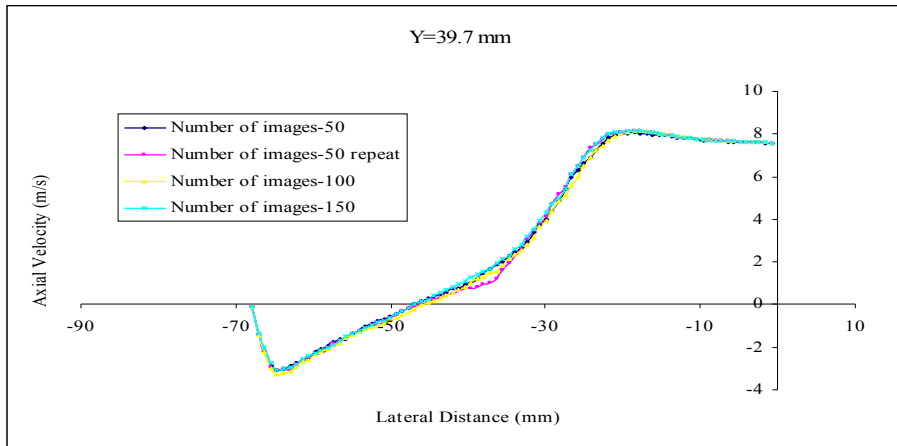 Y=39.7 mm
10
8
6
4
2
0
-2
-4
Axial Velocity (m/s)
Number of images-50
Number of images-50 repeat
Number of images-100
Number of images-150
-90
-70
-50
-30
-10
10
Lateral Distance (mm)